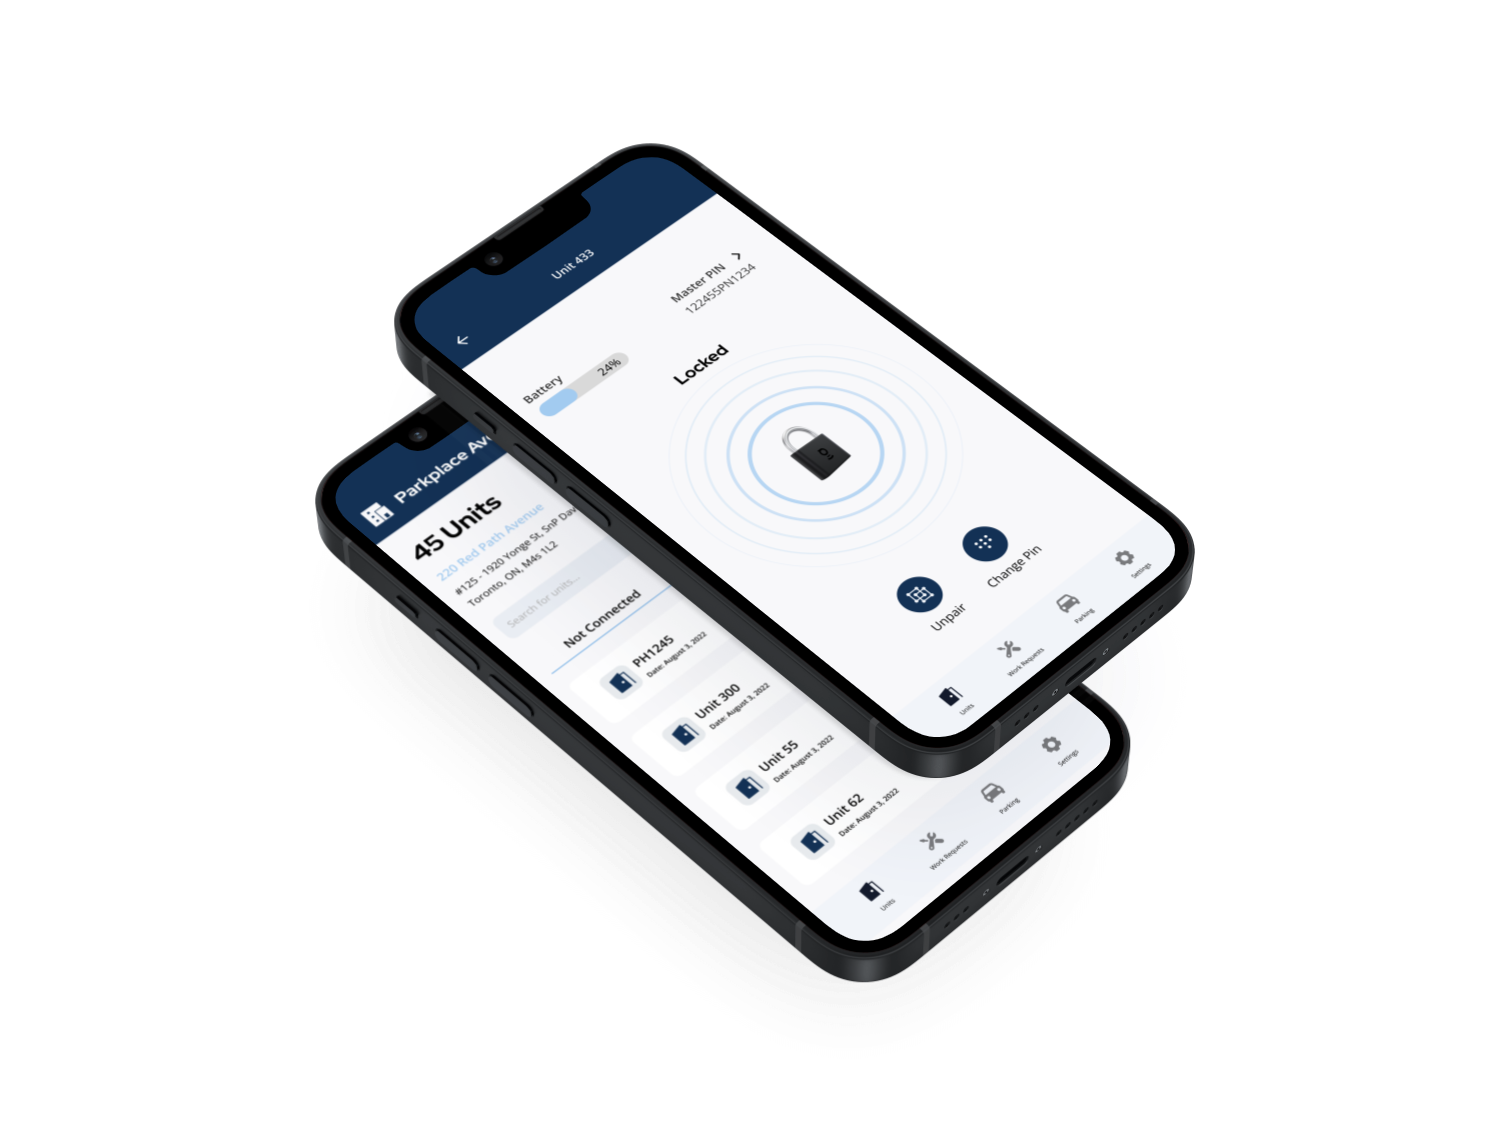 Unit 433
Master PIN
122455PN1234
Battery
24%
Locked
Change Pin
Unpair
Units
Work Requests
Parking
Settings
Parkplace
45 Units
220 Red Path Avenue
#125 - 1920 Yonge St, SnP
Toronto, ON, M4s 1L2
Search for units...
Not Connected
PH1245
Date: August 3, 2022
Unit 300
Date: August 3, 2022
Unit 55
Date: August 3, 2022
Unit 62
Date: August 3, 2022
Units
Work Requests
Parking
Settings